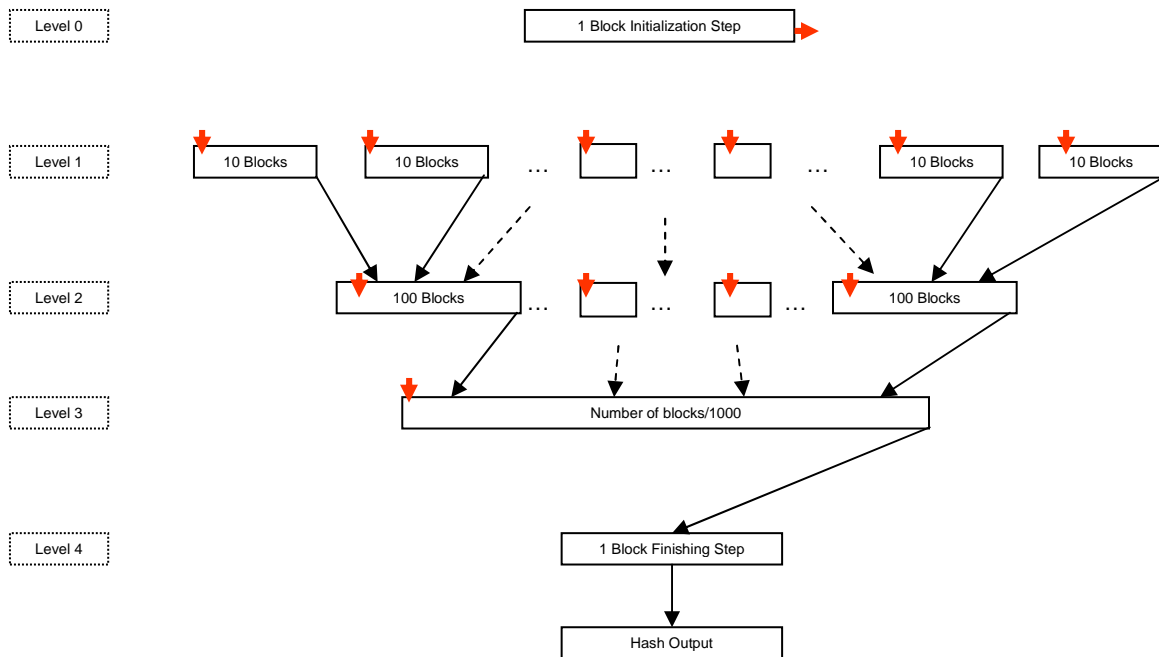 Level 0
1 Block Initialization Step
Level 1
10 Blocks
10 Blocks
...
...
...
10 Blocks
10 Blocks
Level 2
100 Blocks
...
...
...
100 Blocks
Level 3
Number of blocks/1000
Level 4
1 Block Finishing Step
Hash Output